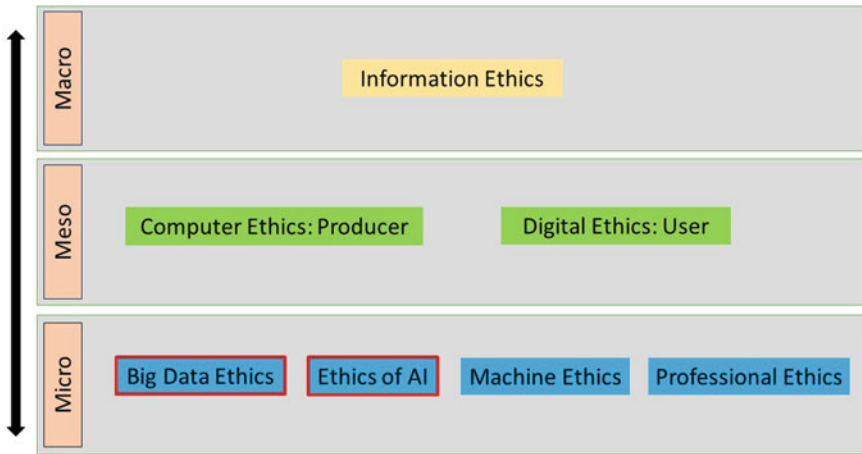 Macro
Information Ethics
Meso
Computer Ethics: Producer
Digital Ethics: User
Micro
Big Data Ethics
Ethics of AI
Machine Ethics
Professional Ethics